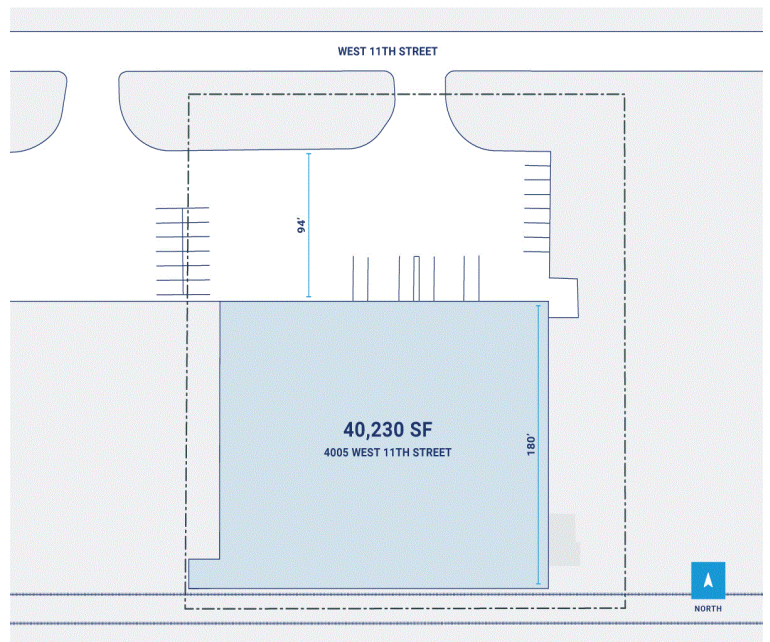 WEST 11TH STREET
94'
40,230 SF
4005 WEST 11TH STREET
180'
NORTH